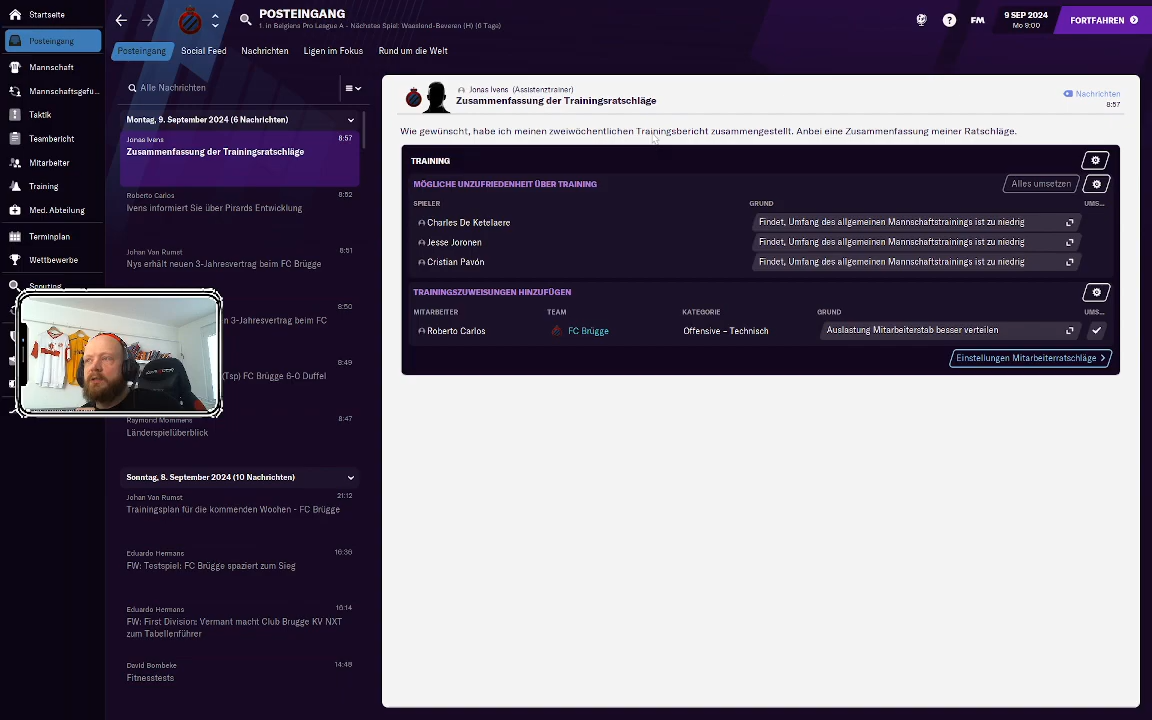 Startseite
Posteingang
Mannschaft
Mannschaftsgefu...
Taktik
Teambericht
Mitarbeiter
Training
Med. Abteilung
Terminplan
Wettbewerbe
POSTEINGANG
1. in Belgiens Pro League A - Nächstes Spiel: Waasland-Beveren (H) (6 Tage)
FM
9 SEP 2024
Mo 9:00
FORTFAHREN
Posteingang
Social Feed
Nachrichten
Ligen im Fokus
Rund um die Welt
Alle Nachrichten
Montag, 9. September 2024 (6 Nachrichten)
Jonas Ivens 8:57
Zusammenfassung der Trainingsratschläge
Roberto Carlos 8:52
Ivens informiert Sie über Pirards Entwicklung
Johan Van Rumst 8:51
Nys erhält neuen 3-Jahresvertrag beim FC Brügge
8:50
n 3-Jahresvertrag beim FC
8:49
(Tsp) FC Brügge 6-0 Duffel
Raymond Mommens 8:47
Länderspielüberblick
Sonntag, 8. September 2024 (10 Nachrichten)
Johan Van Rumst 21:12
Trainingsplan für die kommenden Wochen - FC Brügge
Eduardo Hermans 16:30
FW: Testspiel: FC Brügge spaziert zum Sieg
Eduardo Hermans 16:14
FW: First Division: Vermant macht Club Brugge KV NXT
zum Tabellenführer
David Bombeke 14:48
Fitnesstests
Jonas Ivens (Assistenztrainer)
Zusammenfassung der Trainingsratschläge
Nachrichten
8:57
Wie gewünscht, habe ich meinen zweiwöchentlichen Trainingsbericht zusammengestellt. Anbei eine Zusammenfassung meiner Ratschläge.
TRAINING
MÖGLICHE UNZUFRIEDENHEIT ÜBER TRAINING
Alles umsetzen
SPIELER GRUND UMS...
Charles De Ketelaere Findet, Umfang des allgemeinen Mannschaftstrainings ist zu niedrig
Jesse Joronen Findet, Umfang des allgemeinen Mannschaftstrainings ist zu niedrig
Cristian Pavón Findet, Umfang des allgemeinen Mannschaftstrainings ist zu niedrig
TRAININGSZUWEISUNGEN HINZUFÜGEN
MITARBEITER TEAM KATEGORIE GRUND UMS...
Roberto Carlos FC Brügge Offensive – Technisch Auslastung Mitarbeiterstab besser verteilen
Einstellungen Mitarbeiterratschläge